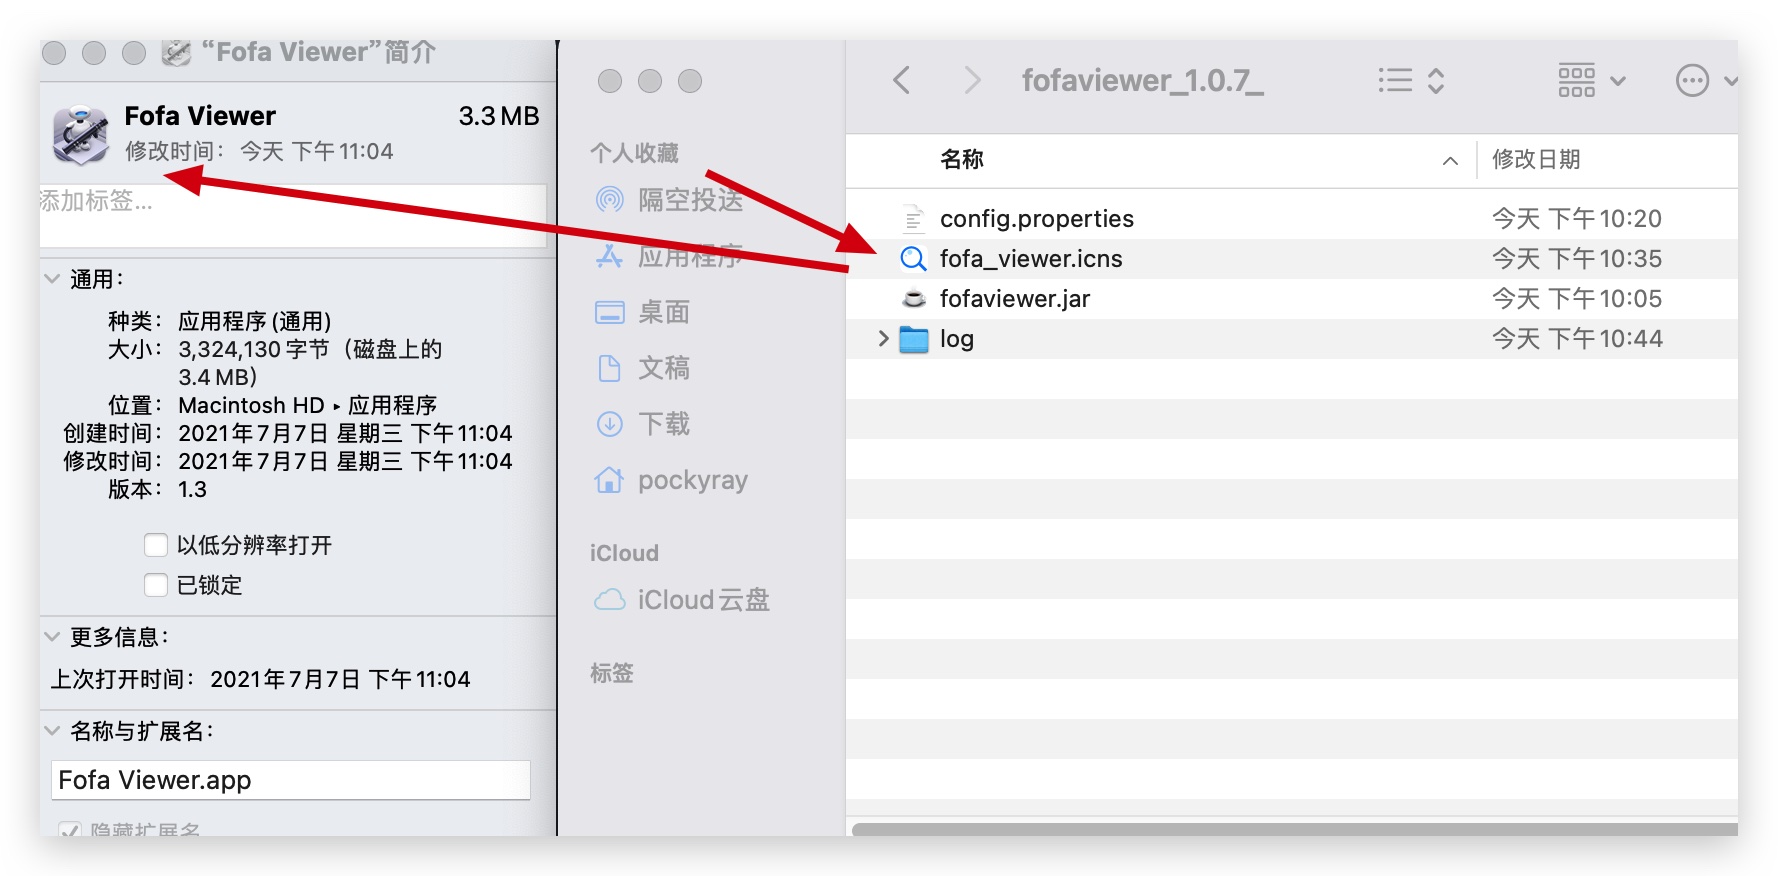 “Fofa Viewer”简介
Fofa Viewer
3.3 MB
修改时间： 今天 下午11:04
添加标签...
通用：
种类： 应用程序 (通用)
大小： 3,324,130 字节（磁盘上的
3.4 MB）
位置： Macintosh HD ▸ 应用程序
创建时间： 2021年7月7日 星期三 下午11:04
修改时间： 2021年7月7日 星期三 下午11:04
版本： 1.3
以低分辨率打开
已锁定
更多信息：
上次打开时间： 2021年7月7日 下午11:04
名称与扩展名：
Fofa Viewer.app
隐藏扩展名
个人收藏
隔空投送
应用程序
桌面
文稿
下载
pockyray
iCloud
iCloud云盘
标签
fofaviewer_1.0.7_
名称 修改日期
config.properties 今天 下午10:20
fofa_viewer.icns 今天 下午10:35
fofaviewer.jar 今天 下午10:05
log 今天 下午10:44